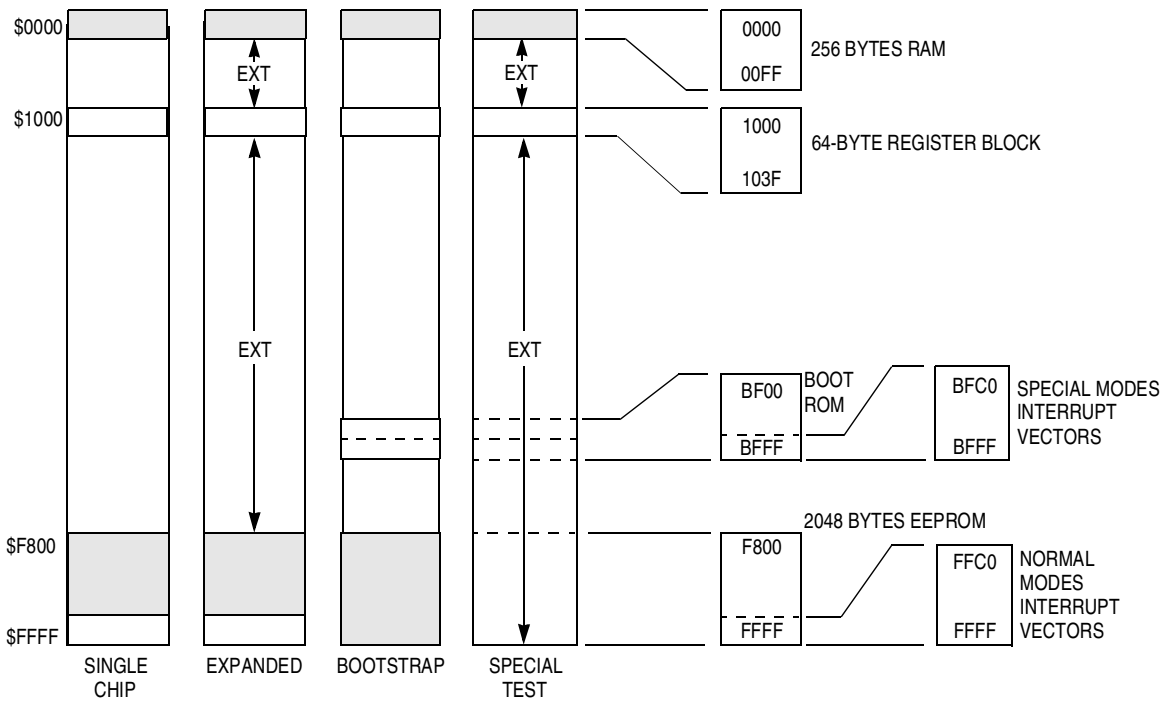 $0000
$1000
$F800
$FFFF
EXT
EXT
EXT
EXT
SINGLE
CHIP
EXPANDED
BOOTSTRAP
SPECIAL
TEST
0000
00FF
256 BYTES RAM
1000
103F
64-BYTE REGISTER BLOCK
BF00
BFFF
BOOT
ROM
BFC0
BFFF
SPECIAL MODES
INTERRUPT
VECTORS
2048 BYTES EEPROM
F800
FFFF
FFC0
FFFF
NORMAL
MODES
INTERRUPT
VECTORS